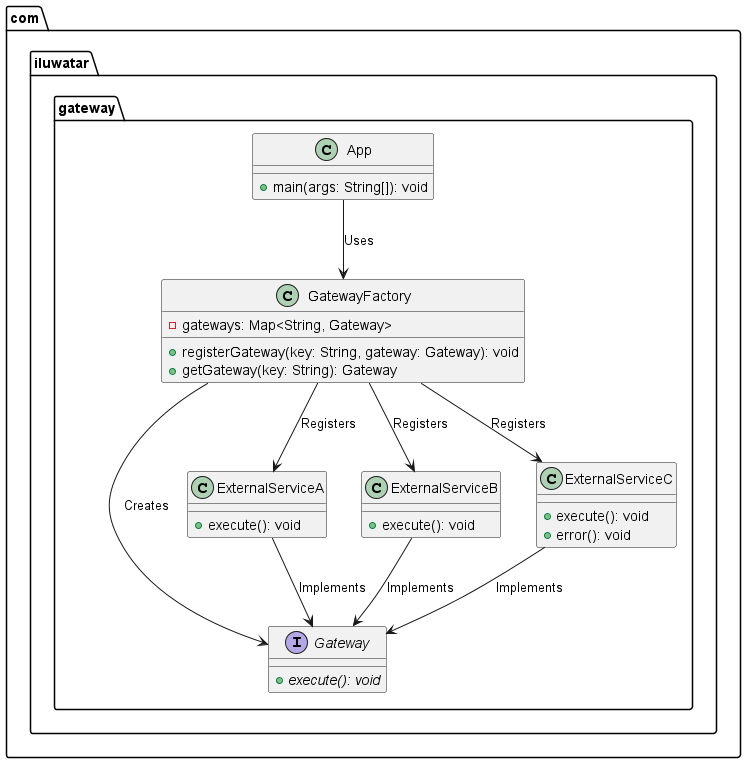 com
iluwatar
gateway
C App
main(args: String[]): void
Uses
C GatewayFactory
gateways: Map<String, Gateway>
registerGateway(key: String, gateway: Gateway): void
getGateway(key: String): Gateway
Registers
Registers
Registers
C ExternalServiceA
execute(): void
C ExternalServiceB
execute(): void
C ExternalServiceC
execute(): void
error(): void
Creates
Implements
Implements
Implements
I Gateway
execute(): void